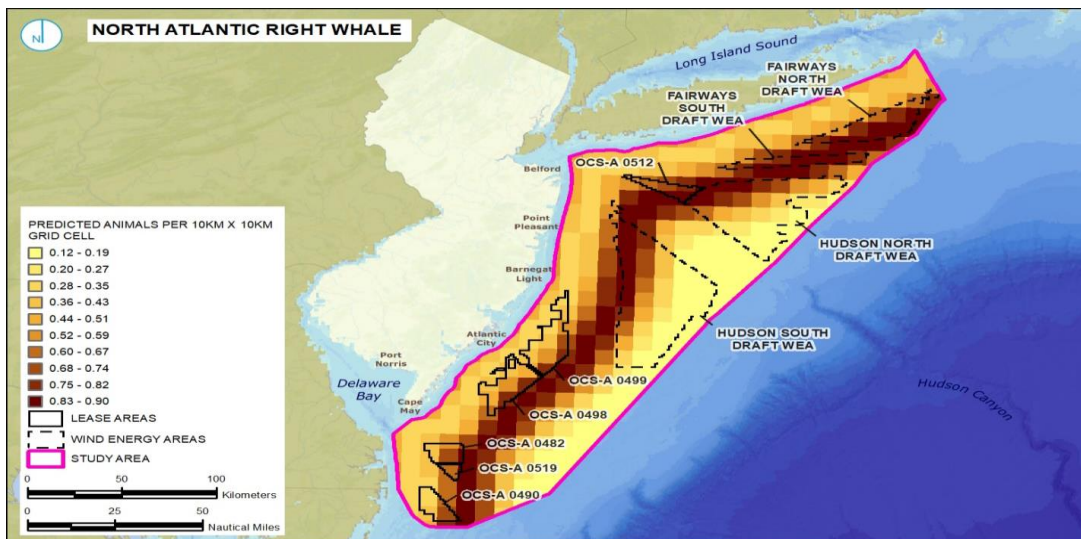 N
NORTH ATLANTIC RIGHT WHALE
Long Island Sound
FAIRWAYS
NORTH
DRAFT WEA
FAIRWAYS
SOUTH
DRAFT WEA
OCS-A 0512
Belford
Point
Pleasant
Barnegat
Light
HUDSON NORTH
DRAFT WEA
HUDSON SOUTH
DRAFT WEA
Atlantic
City
Port
Norris
Delaware
Bay
Cape
May
OCS-A 0499
OCS-A 0498
OCS-A 0482
OCS-A 0519
OCS-A 0490
Hudson Canyon
PREDICTED ANIMALS PER 10KM X 10KM
GRID CELL
0.12 - 0.19
0.20 - 0.27
0.28 - 0.35
0.36 - 0.43
0.44 - 0.51
0.52 - 0.59
0.60 - 0.67
0.68 - 0.74
0.75 - 0.82
0.83 - 0.90
LEASE AREAS
WIND ENERGY AREAS
STUDY AREA
0 50 100
Kilometers
0 25 50
Nautical Miles